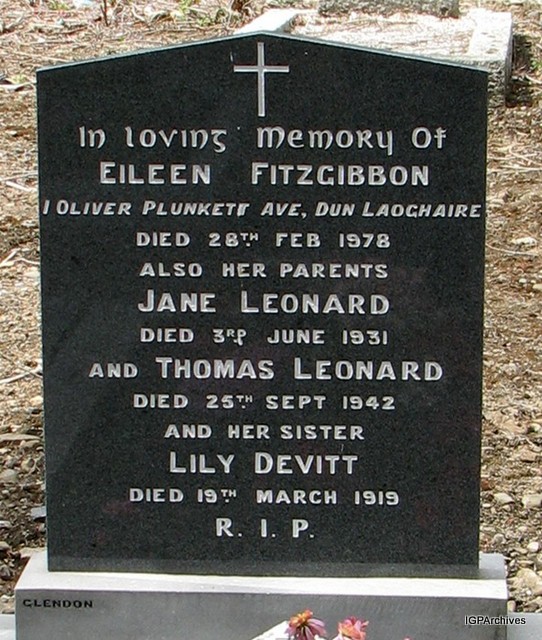 In Loving Memory Of
EILEEN FITZGIBBON
1 OLIVER PLUNKETT AVE, DUN LAOGHAIRE
DIED 28TH FEB 1978
ALSO HER PARENTS
JANE LEONARD
DIED 3RD JUNE 1931
AND THOMAS LEONARD
DIED 25TH SEPT 1942
AND HER SISTER
LILY DEVITT
DIED 19TH MARCH 1919
R. I. P.
GLENDON
IGPArchives